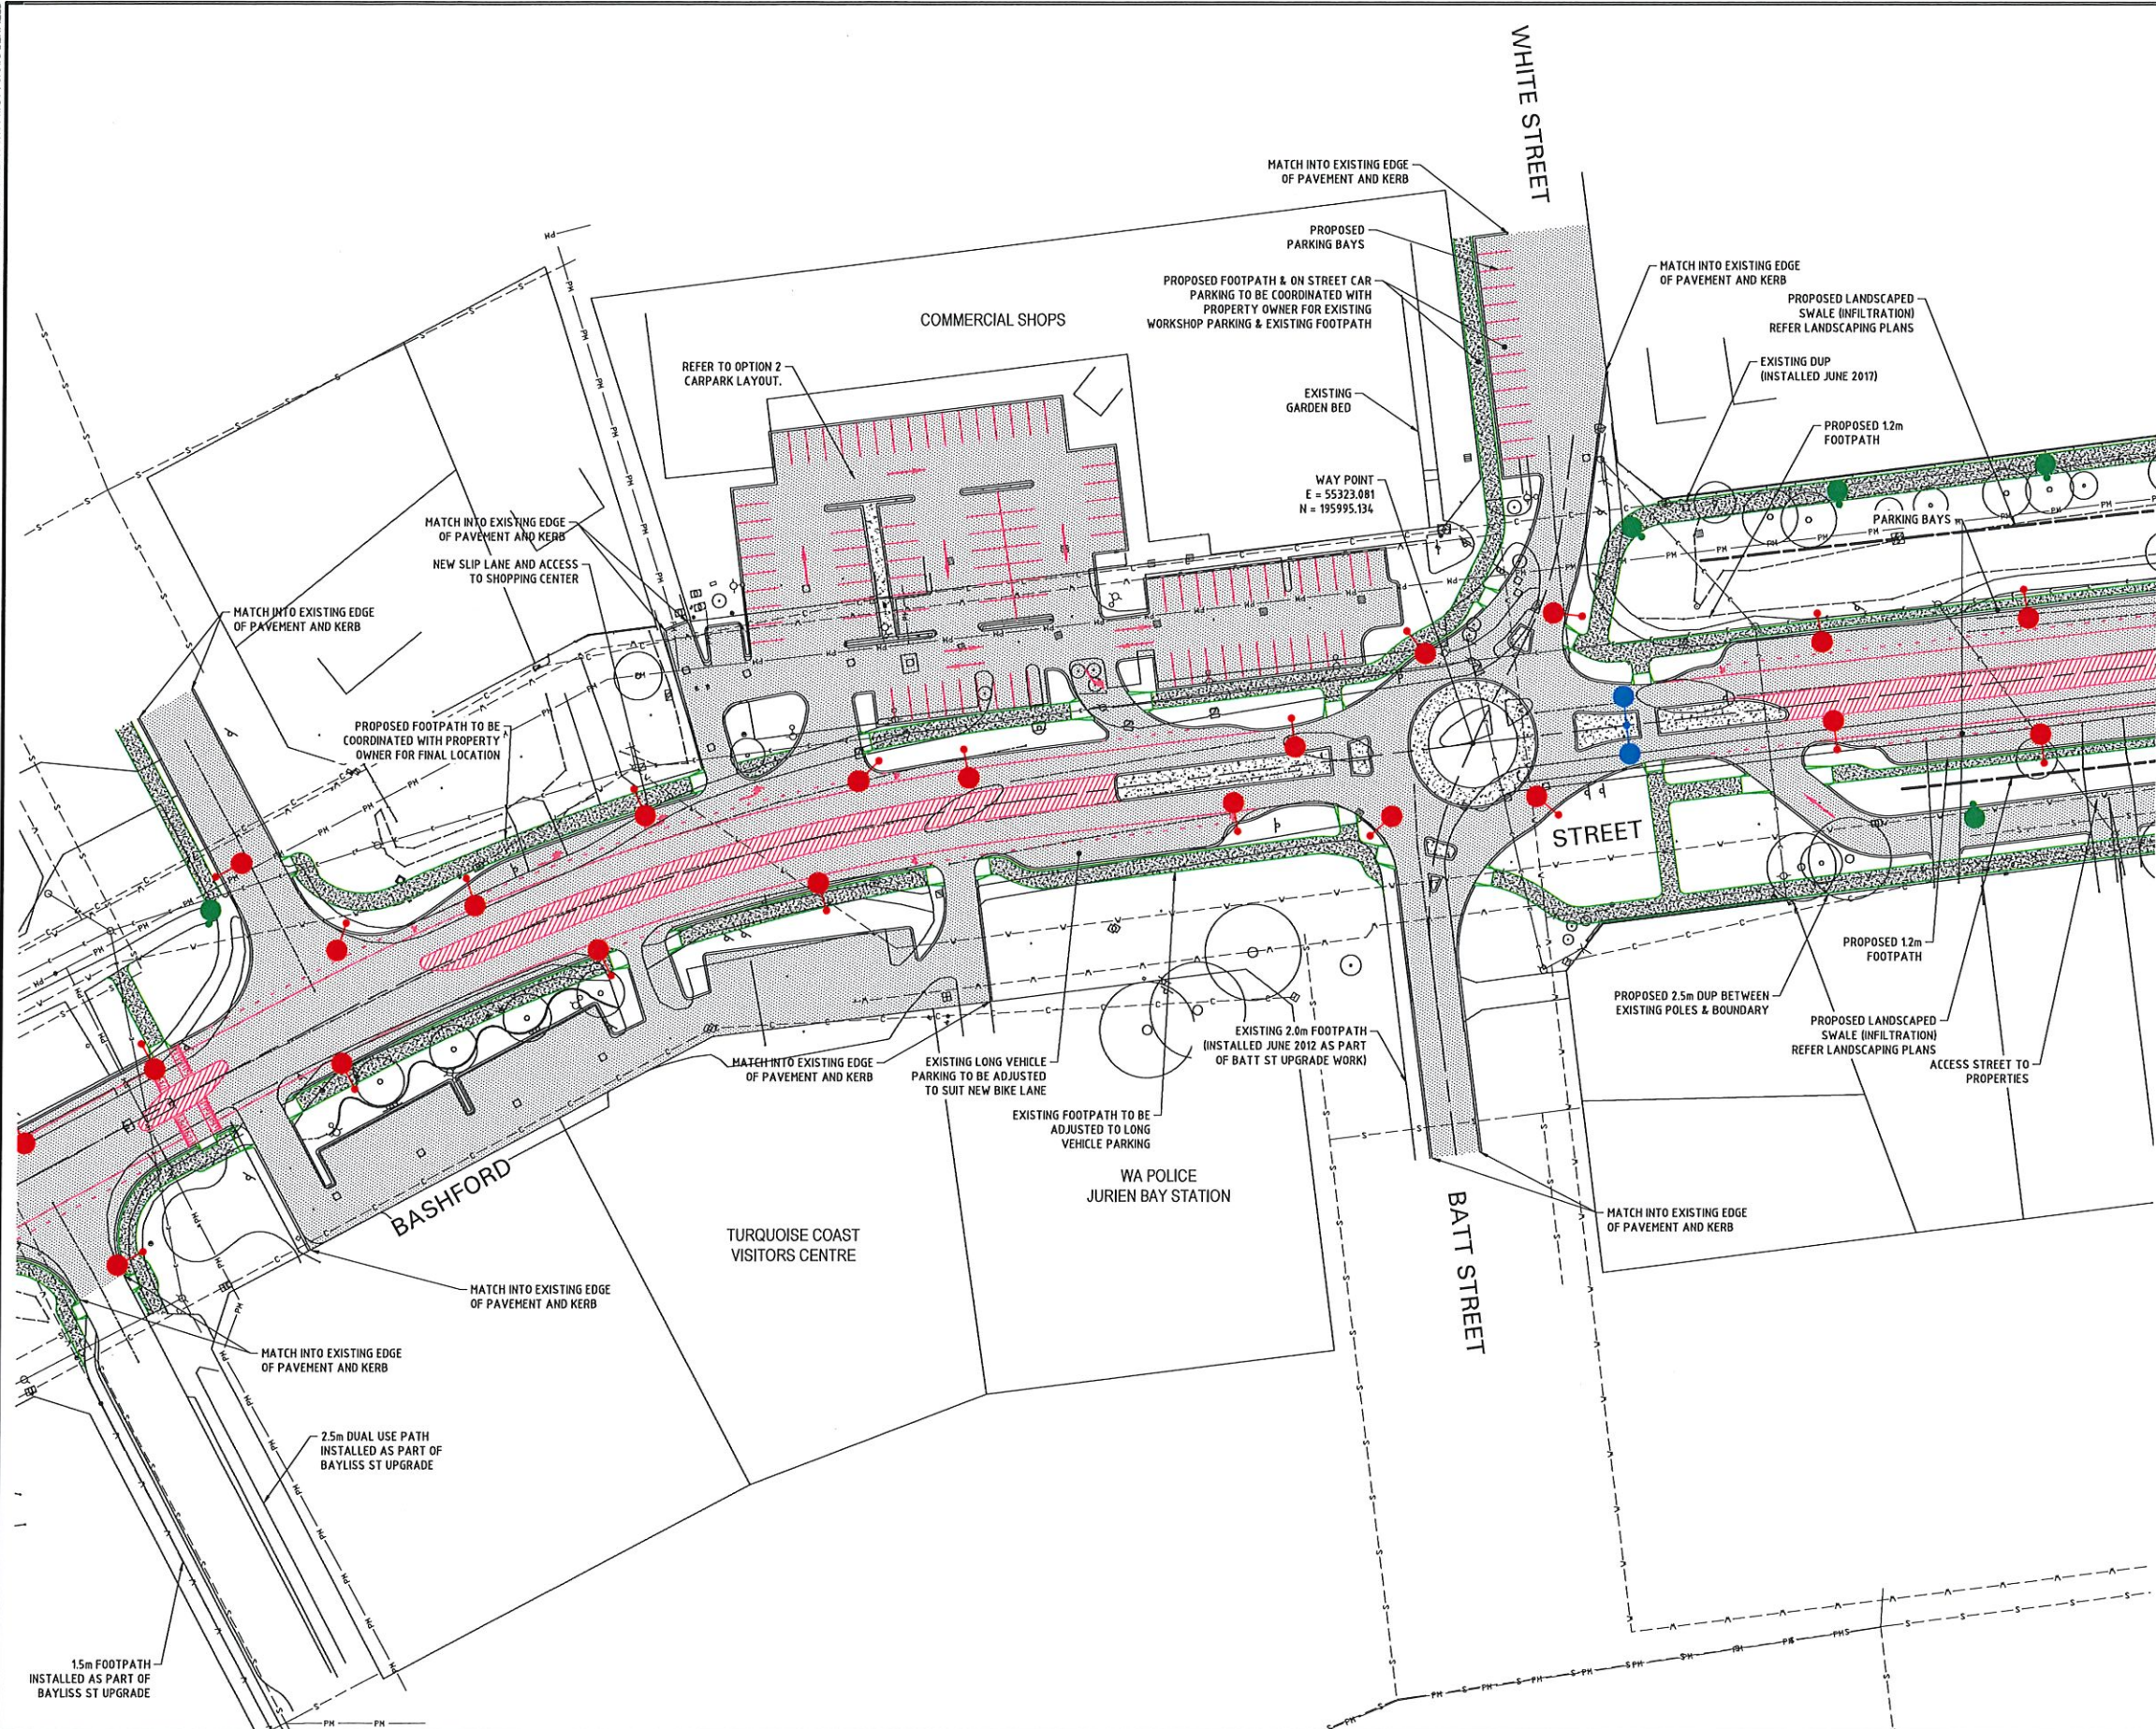 WHITE STREET
MATCH INTO EXISTING EDGE
OF PAVEMENT AND KERB
PROPOSED
PARKING BAYS
MATCH INTO EXISTING EDGE
OF PAVEMENT AND KERB
PROPOSED FOOTPATH & ON STREET CAR
PARKING TO BE COORDINATED WITH
PROPERTY OWNER FOR EXISTING
WORKSHOP PARKING & EXISTING FOOTPATH
PROPOSED LANDSCAPED
SWALE (INFILTRATION)
REFER LANDSCAPING PLANS
COMMERCIAL SHOPS
REFER TO OPTION 2
CARPARK LAYOUT.
EXISTING DUP
(INSTALLED JUNE 2017)
EXISTING
GARDEN BED
PROPOSED 1.2m
FOOTPATH
WAY POINT
E = 55323.081
N = 195995.134
PARKING BAYS
MATCH INTO EXISTING EDGE
OF PAVEMENT AND KERB
NEW SLIP LANE AND ACCESS
TO SHOPPING CENTER
MATCH INTO EXISTING EDGE
OF PAVEMENT AND KERB
PROPOSED FOOTPATH TO BE
COORDINATED WITH PROPERTY
OWNER FOR FINAL LOCATION
STREET
PROPOSED 1.2m
FOOTPATH
PROPOSED 2.5m DUP BETWEEN
EXISTING POLES & BOUNDARY
PROPOSED LANDSCAPED
SWALE (INFILTRATION)
REFER LANDSCAPING PLANS
ACCESS STREET TO
PROPERTIES
EXISTING 2.0m FOOTPATH
(INSTALLED JUNE 2012 AS PART
OF BATT ST UPGRADE WORK)
MATCH INTO EXISTING EDGE
OF PAVEMENT AND KERB
EXISTING LONG VEHICLE
PARKING TO BE ADJUSTED
TO SUIT NEW BIKE LANE
EXISTING FOOTPATH TO BE
ADJUSTED TO LONG
VEHICLE PARKING
WA POLICE
JURIEN BAY STATION
BASHFORD
TURQUOISE COAST
VISITORS CENTRE
BATT STREET
MATCH INTO EXISTING EDGE
OF PAVEMENT AND KERB
MATCH INTO EXISTING EDGE
OF PAVEMENT AND KERB
MATCH INTO EXISTING EDGE
OF PAVEMENT AND KERB
2.5m DUAL USE PATH
INSTALLED AS PART OF
BAYLISS ST UPGRADE
1.5m FOOTPATH
INSTALLED AS PART OF
BAYLISS ST UPGRADE